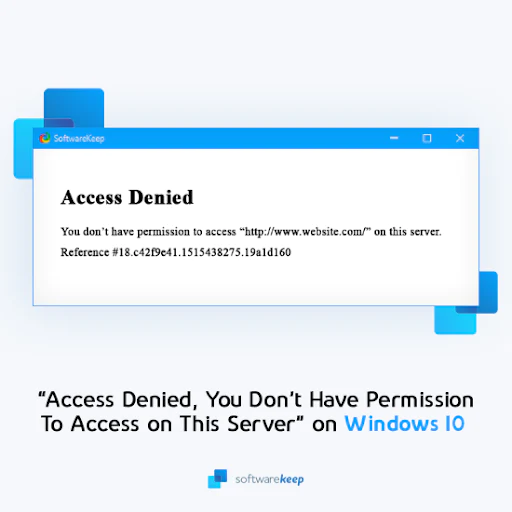 SoftwareKeep
Access Denied
You don't have permission to access “http://www.website.com/” on this server.
Reference #18.c42f9e41.1515438275.19a1d160
“Access Denied, You Don't Have Permission
To Access on This Server” on Windows 10
softwarekeep